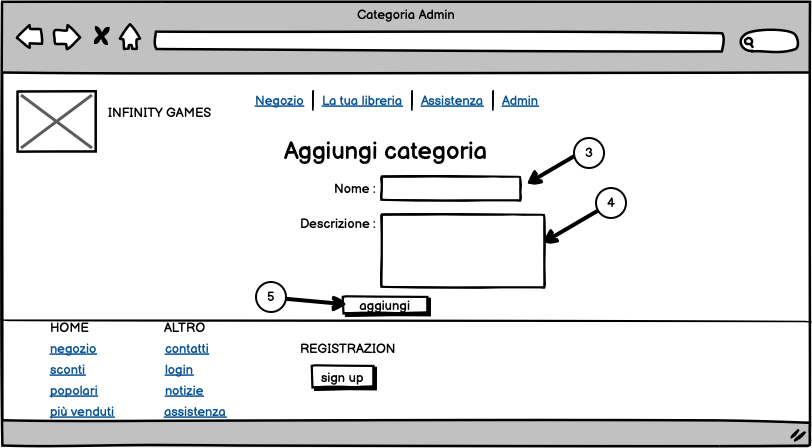 Categoria Admin
INFINITY GAMES
Negozio
La tua libreria
Assistenza
Admin
Aggiungi categoria
3
Nome :
4
Descrizione :
5
aggiungi
HOME
negozio
sconti
popolari
più venduti
ALTRO
contatti
login
notizie
assistenza
REGISTRAZION
sign up